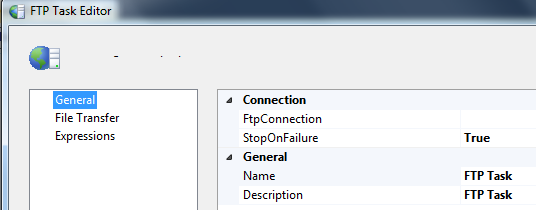 FTP Task Editor
General
File Transfer
Expressions
Connection
FtpConnection
StopOnFailure True
General
Name FTP Task
Description FTP Task